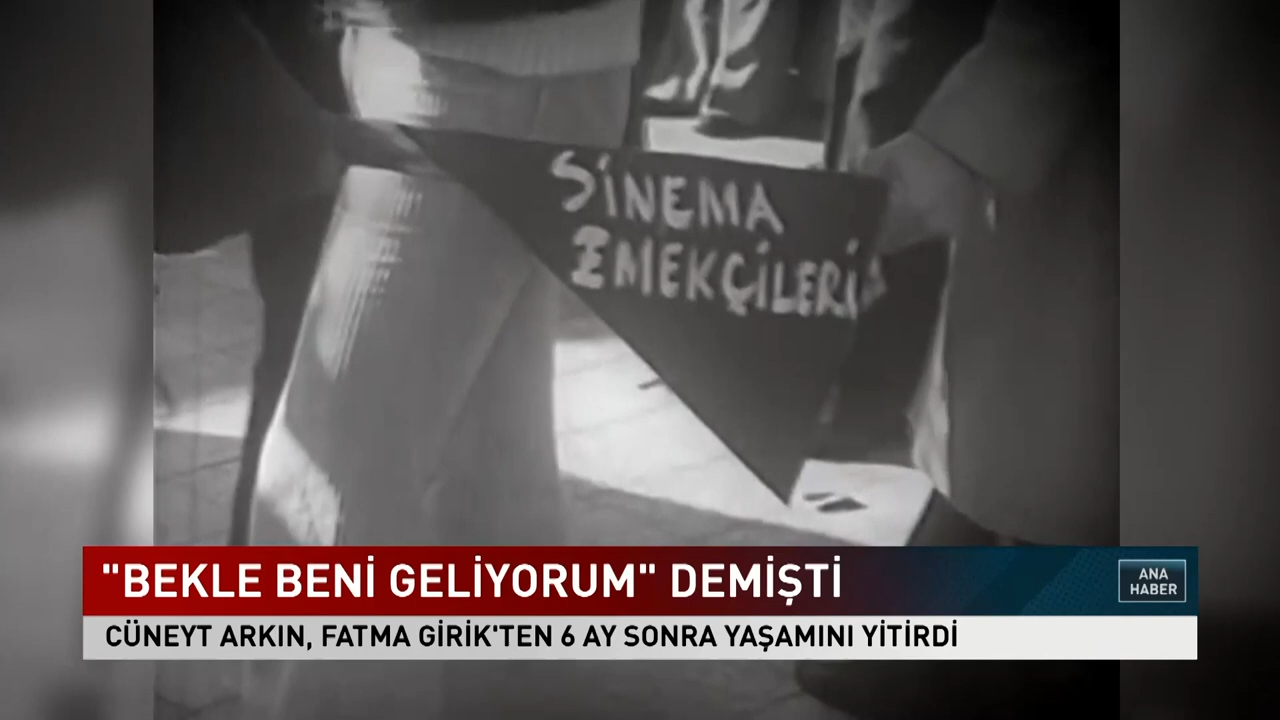 SİNEMA
EMEKÇİLERİ
"BEKLE BENİ GELİYORUM" DEMİŞTİ
ANA
HABER
CÜNEYT ARKIN, FATMA GİRİK'TEN 6 AY SONRA YAŞAMINI YİTİRDİ